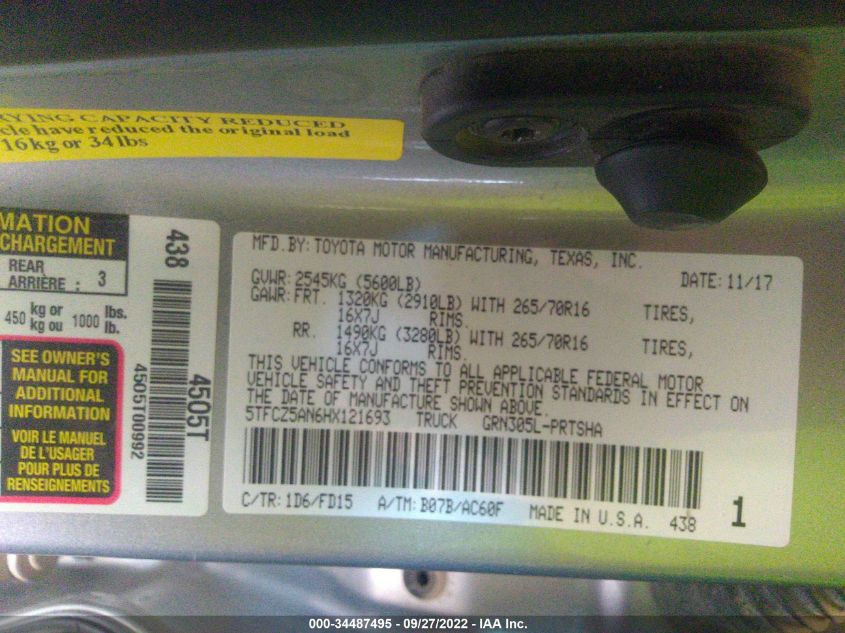 RYING CAPACITY REDUCED
cle have reduced the original load
16kg or 34lbs
MATION
CHARGEMENT
REAR
ARRIÈRE : 3
450 kg or 1000 lbs.
kg ou lb.
SEE OWNER'S
MANUAL FOR
ADDITIONAL
INFORMATION
VOIR LE MANUEL
DE L'USAGER
POUR PLUS DE
RENSEIGNEMENTS
438
4505T
4505T00992
MFD.BY: TOYOTA MOTOR MANUFACTURING, TEXAS, INC.
DATE: 11/17
GVWR: 2545KG (5600LB)
GAWR: FRT. 1320KG (2910LB) WITH 265/70R16 TIRES,
16X7J RIMS.
RR. 1490KG (3280LB) WITH 265/70R16 TIRES,
16X7J RIMS.
THIS VEHICLE CONFORMS TO ALL APPLICABLE FEDERAL MOTOR
VEHICLE SAFETY AND THEFT PREVENTION STANDARDS IN EFFECT ON
THE DATE OF MANUFACTURE SHOWN ABOVE.
5TFCZ5AN6HX121693 TRUCK GRN305L-PRTSHA
C/TR: 1D6/FD15 A/TM: B07B/AC60F MADE IN U.S.A. 438 1
000-34487495 - 09/27/2022 - IAA Inc.